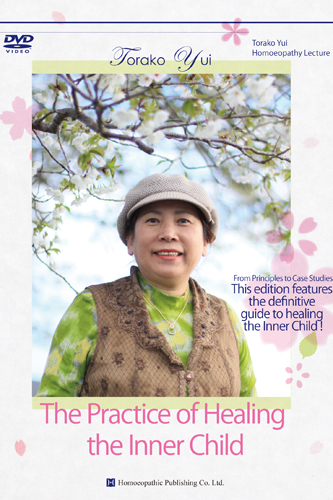 DVD
VIDEO
Torako Yui
Torako Yui
Homoeopathy Lecture
From Principles to Case Studies
This edition features
the definitive
guide to healing
the Inner Child !
The Practice of Healing
the Inner Child
H Homoeopathic Publishing Co. Ltd.